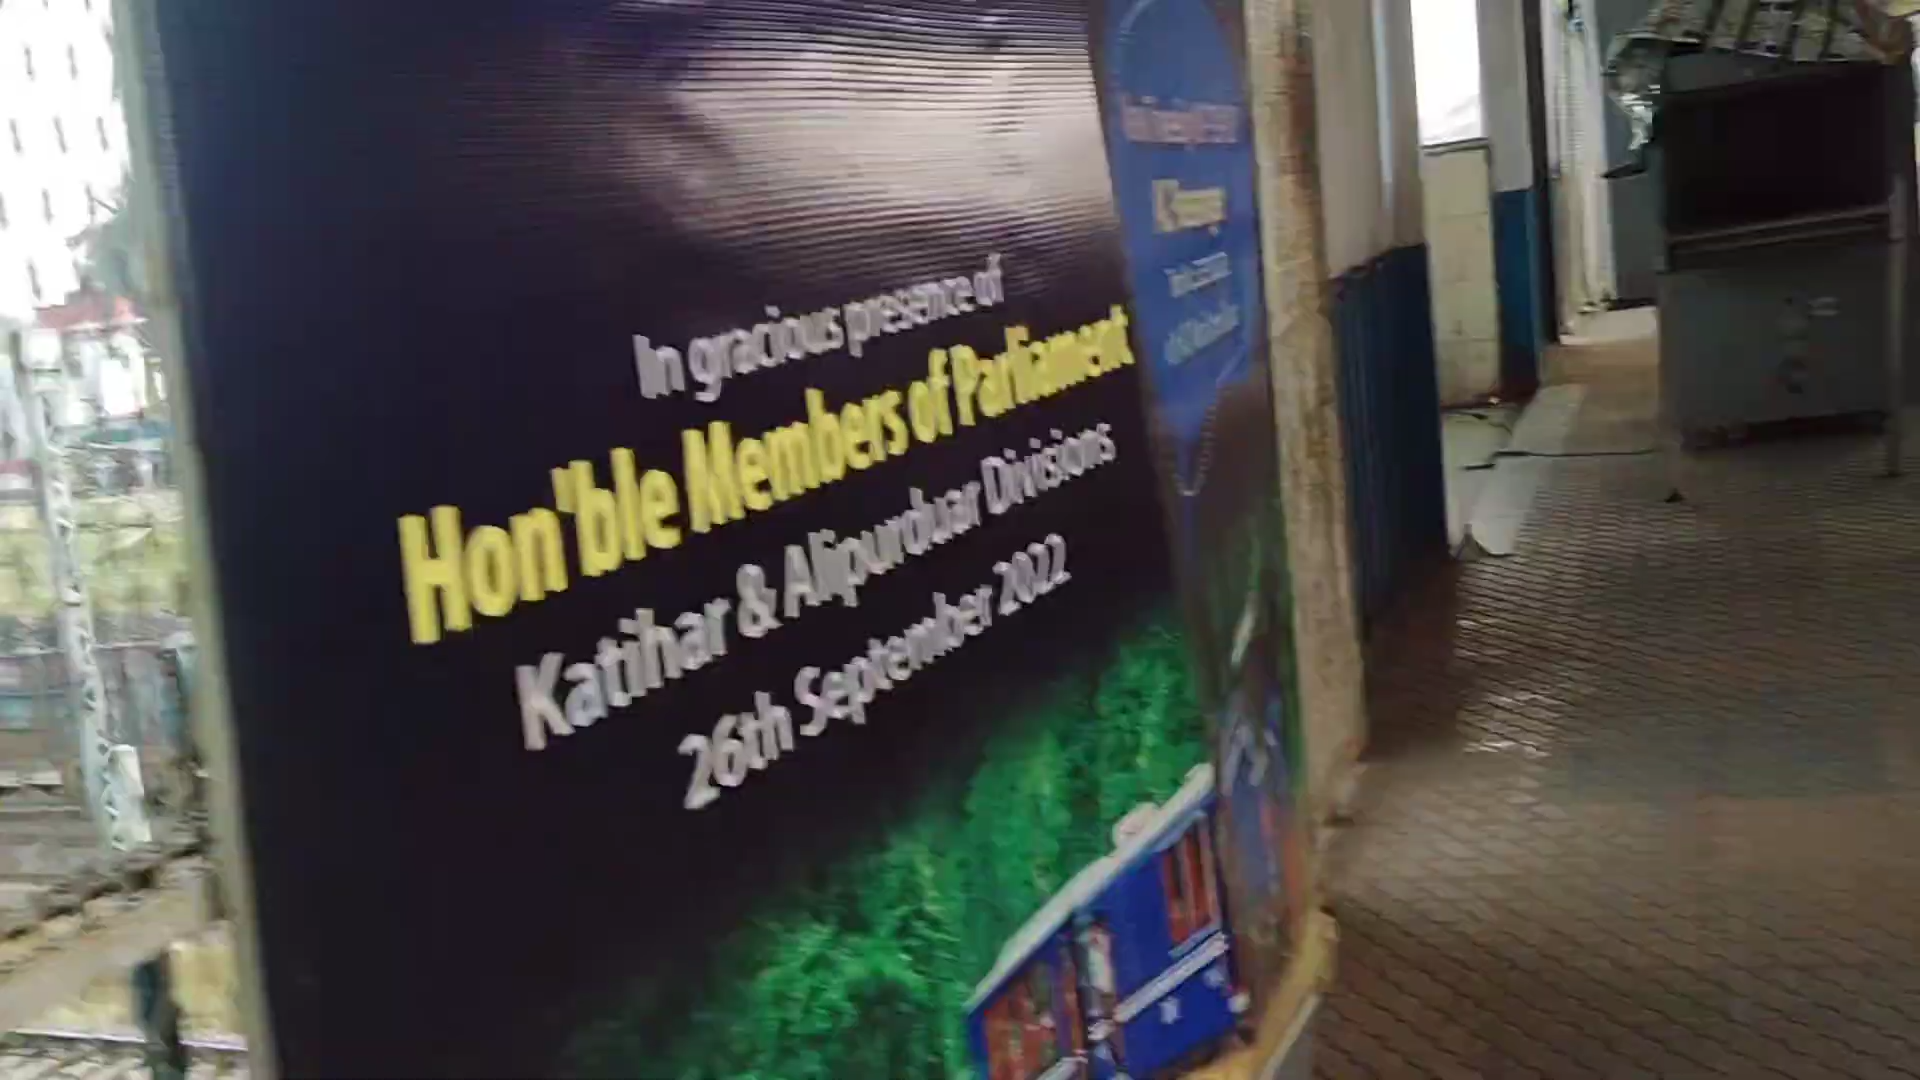 In gracious presence of
Hon'ble Members of Parliament
Katihar & Alipurduar Divisions
26th September 2022